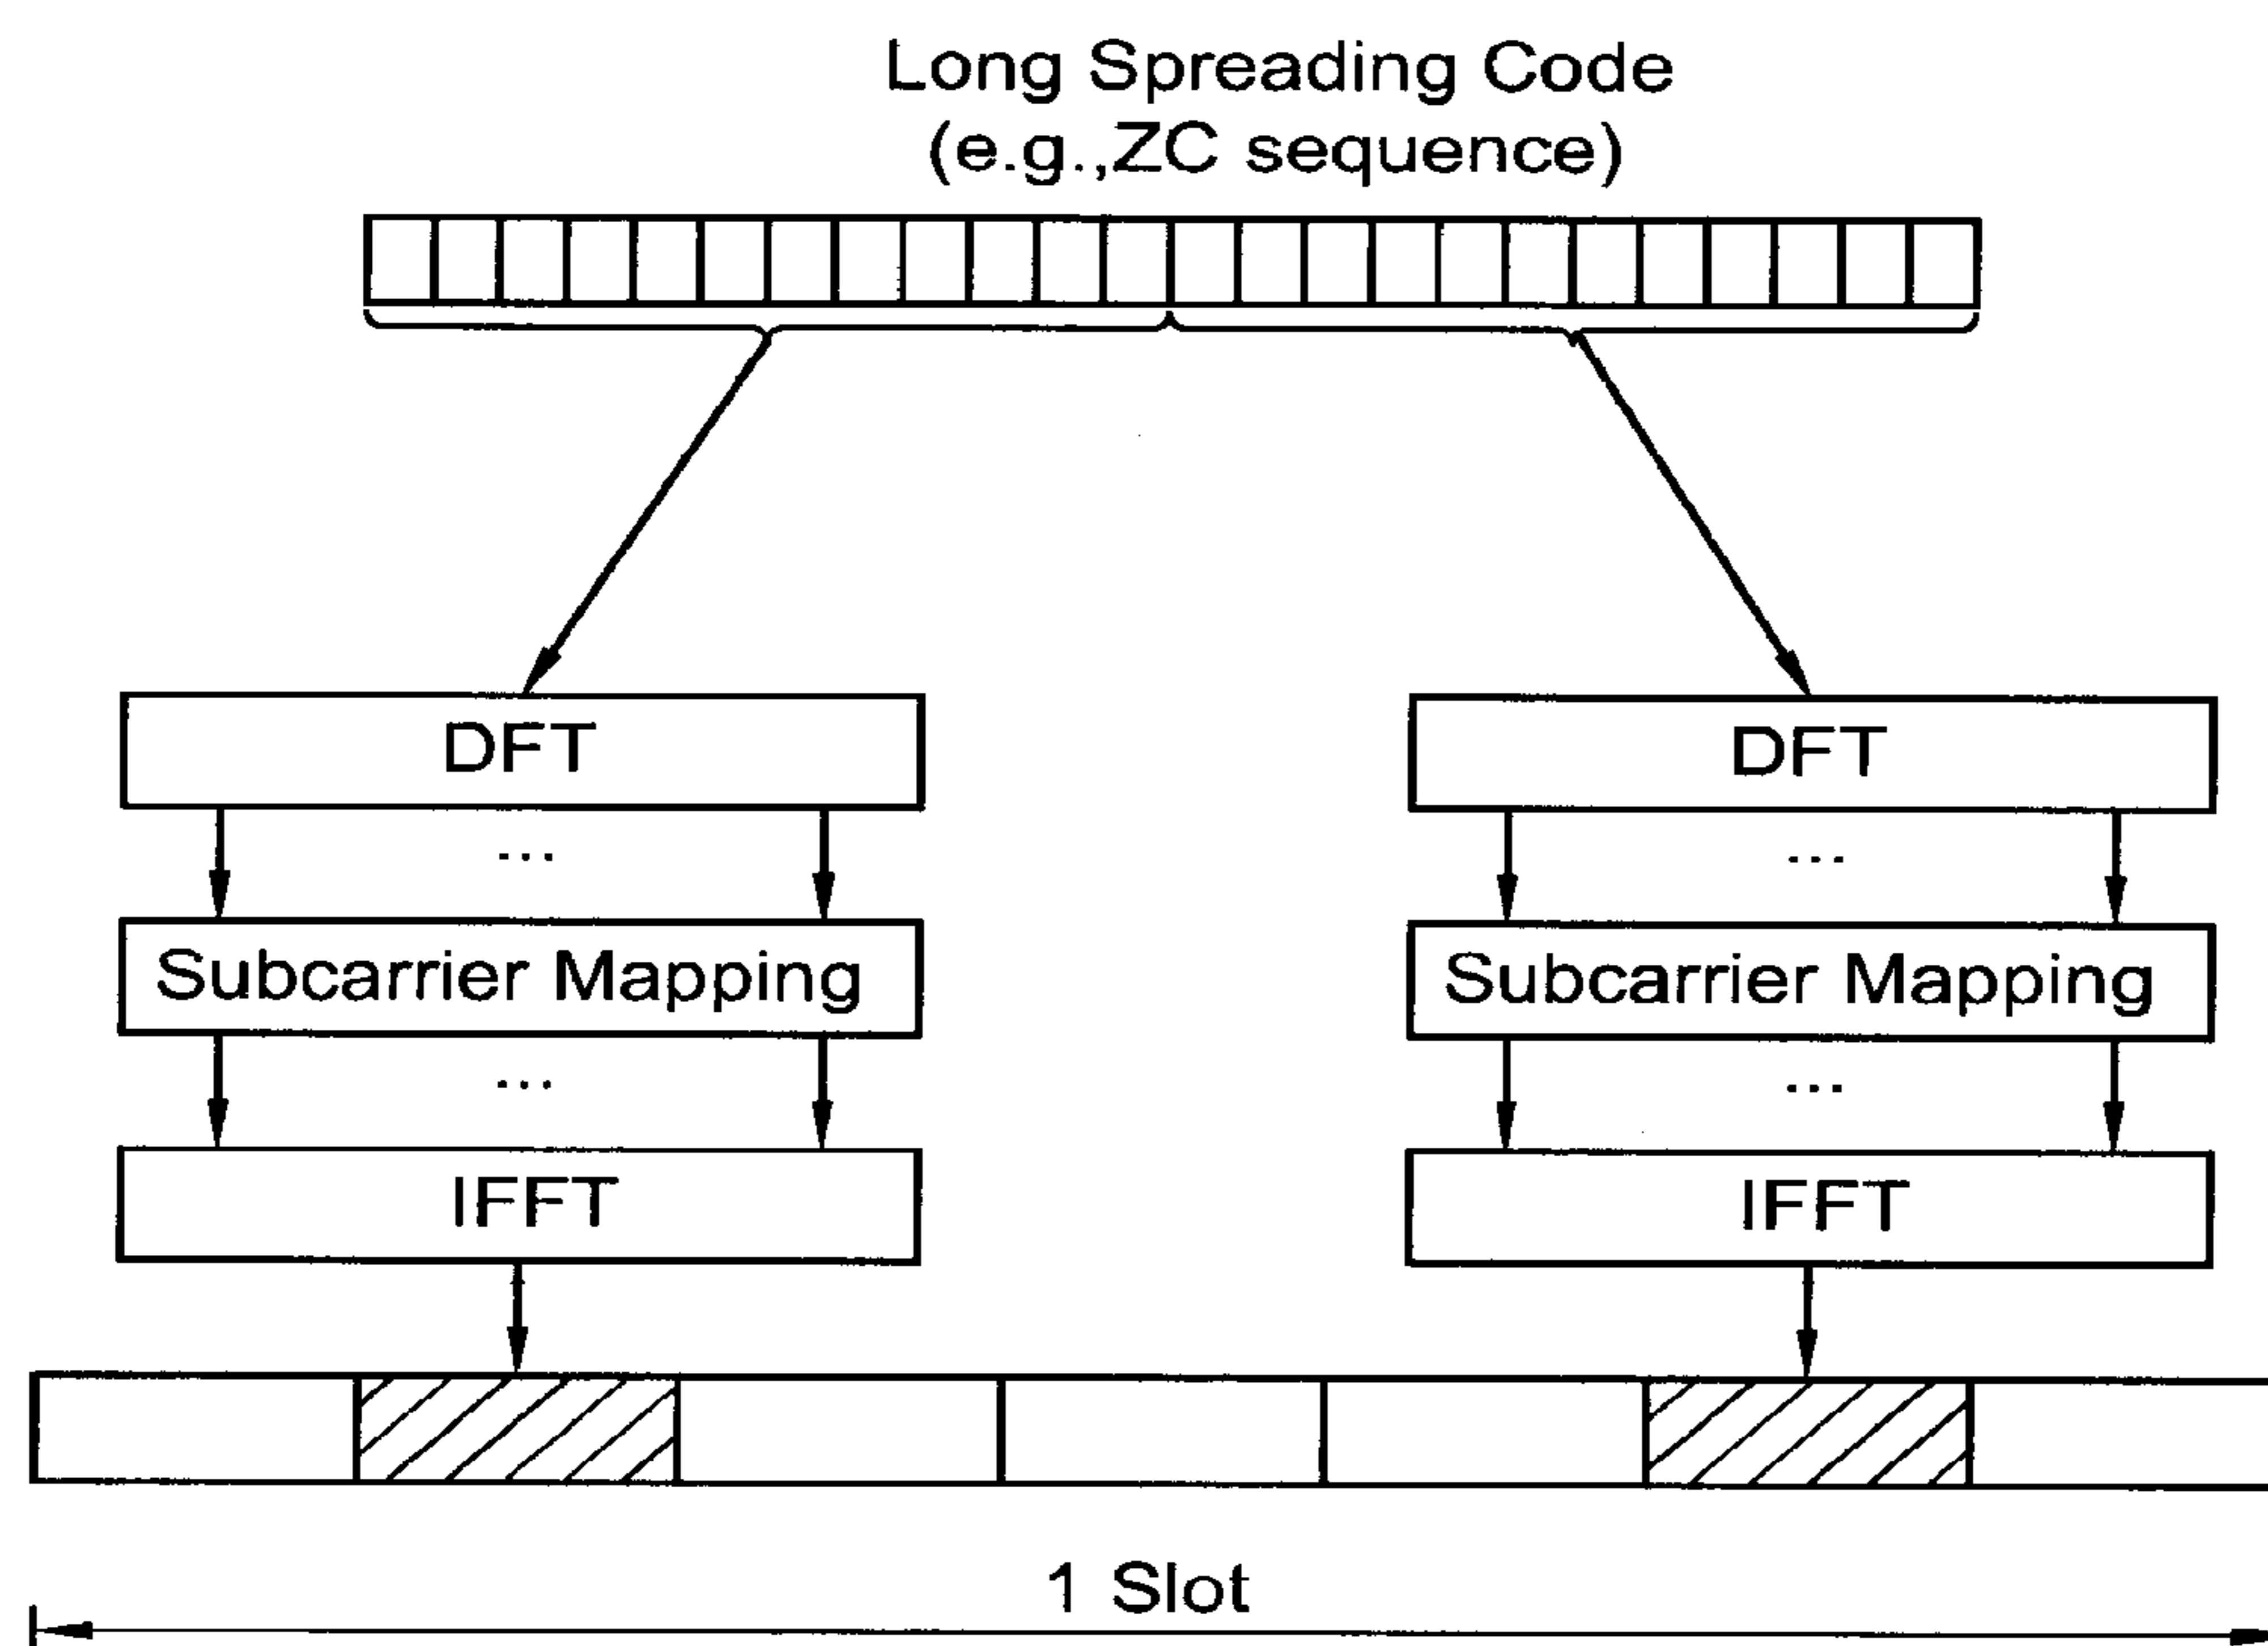 Long Spreading Code
(e.g.,ZC sequence)
DFT
DFT
...
...
Subcarrier Mapping
Subcarrier Mapping
...
...
IFFT
IFFT
1 Slot